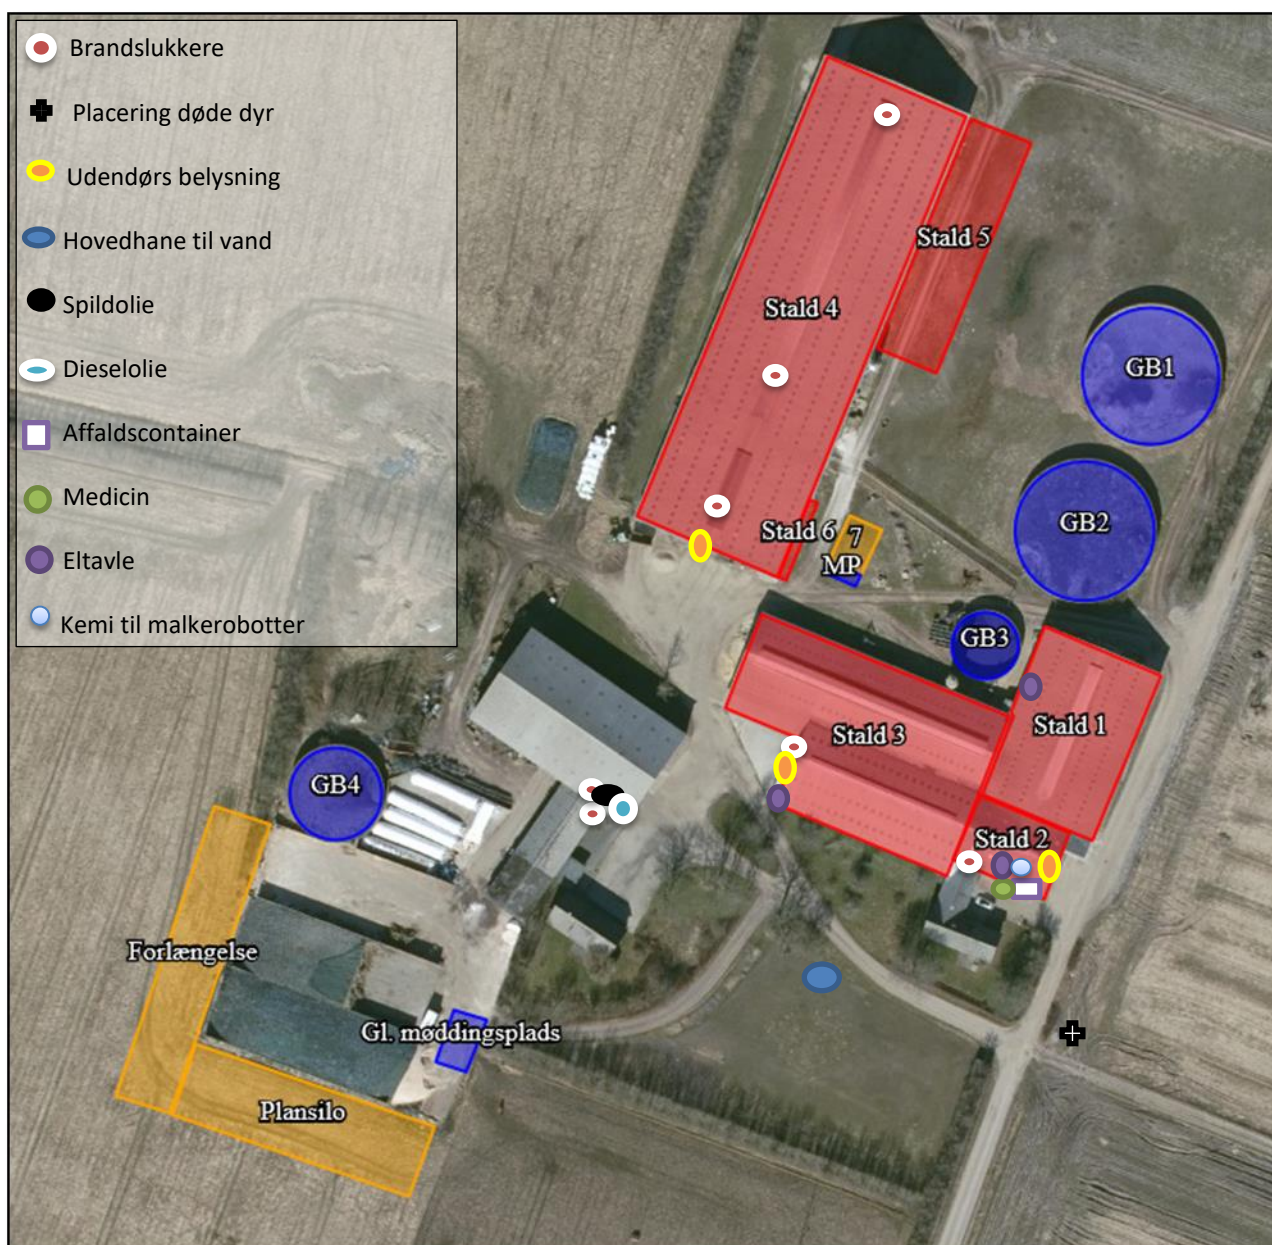 Brandslukkere
Placering døde dyr
Udendørs belysning
Hovedhane til vand
Spildolie
Dieselolie
Affaldscontainer
Medicin
Eltavle
Kemi til malkerobotter
Stald 5
Stald 4
GB1
GB2
Stald 6
7
MP
GB3
Stald 1
Stald 3
GB4
Stald 2
Forlængelse
Gl. møddingsplads
Plansilo